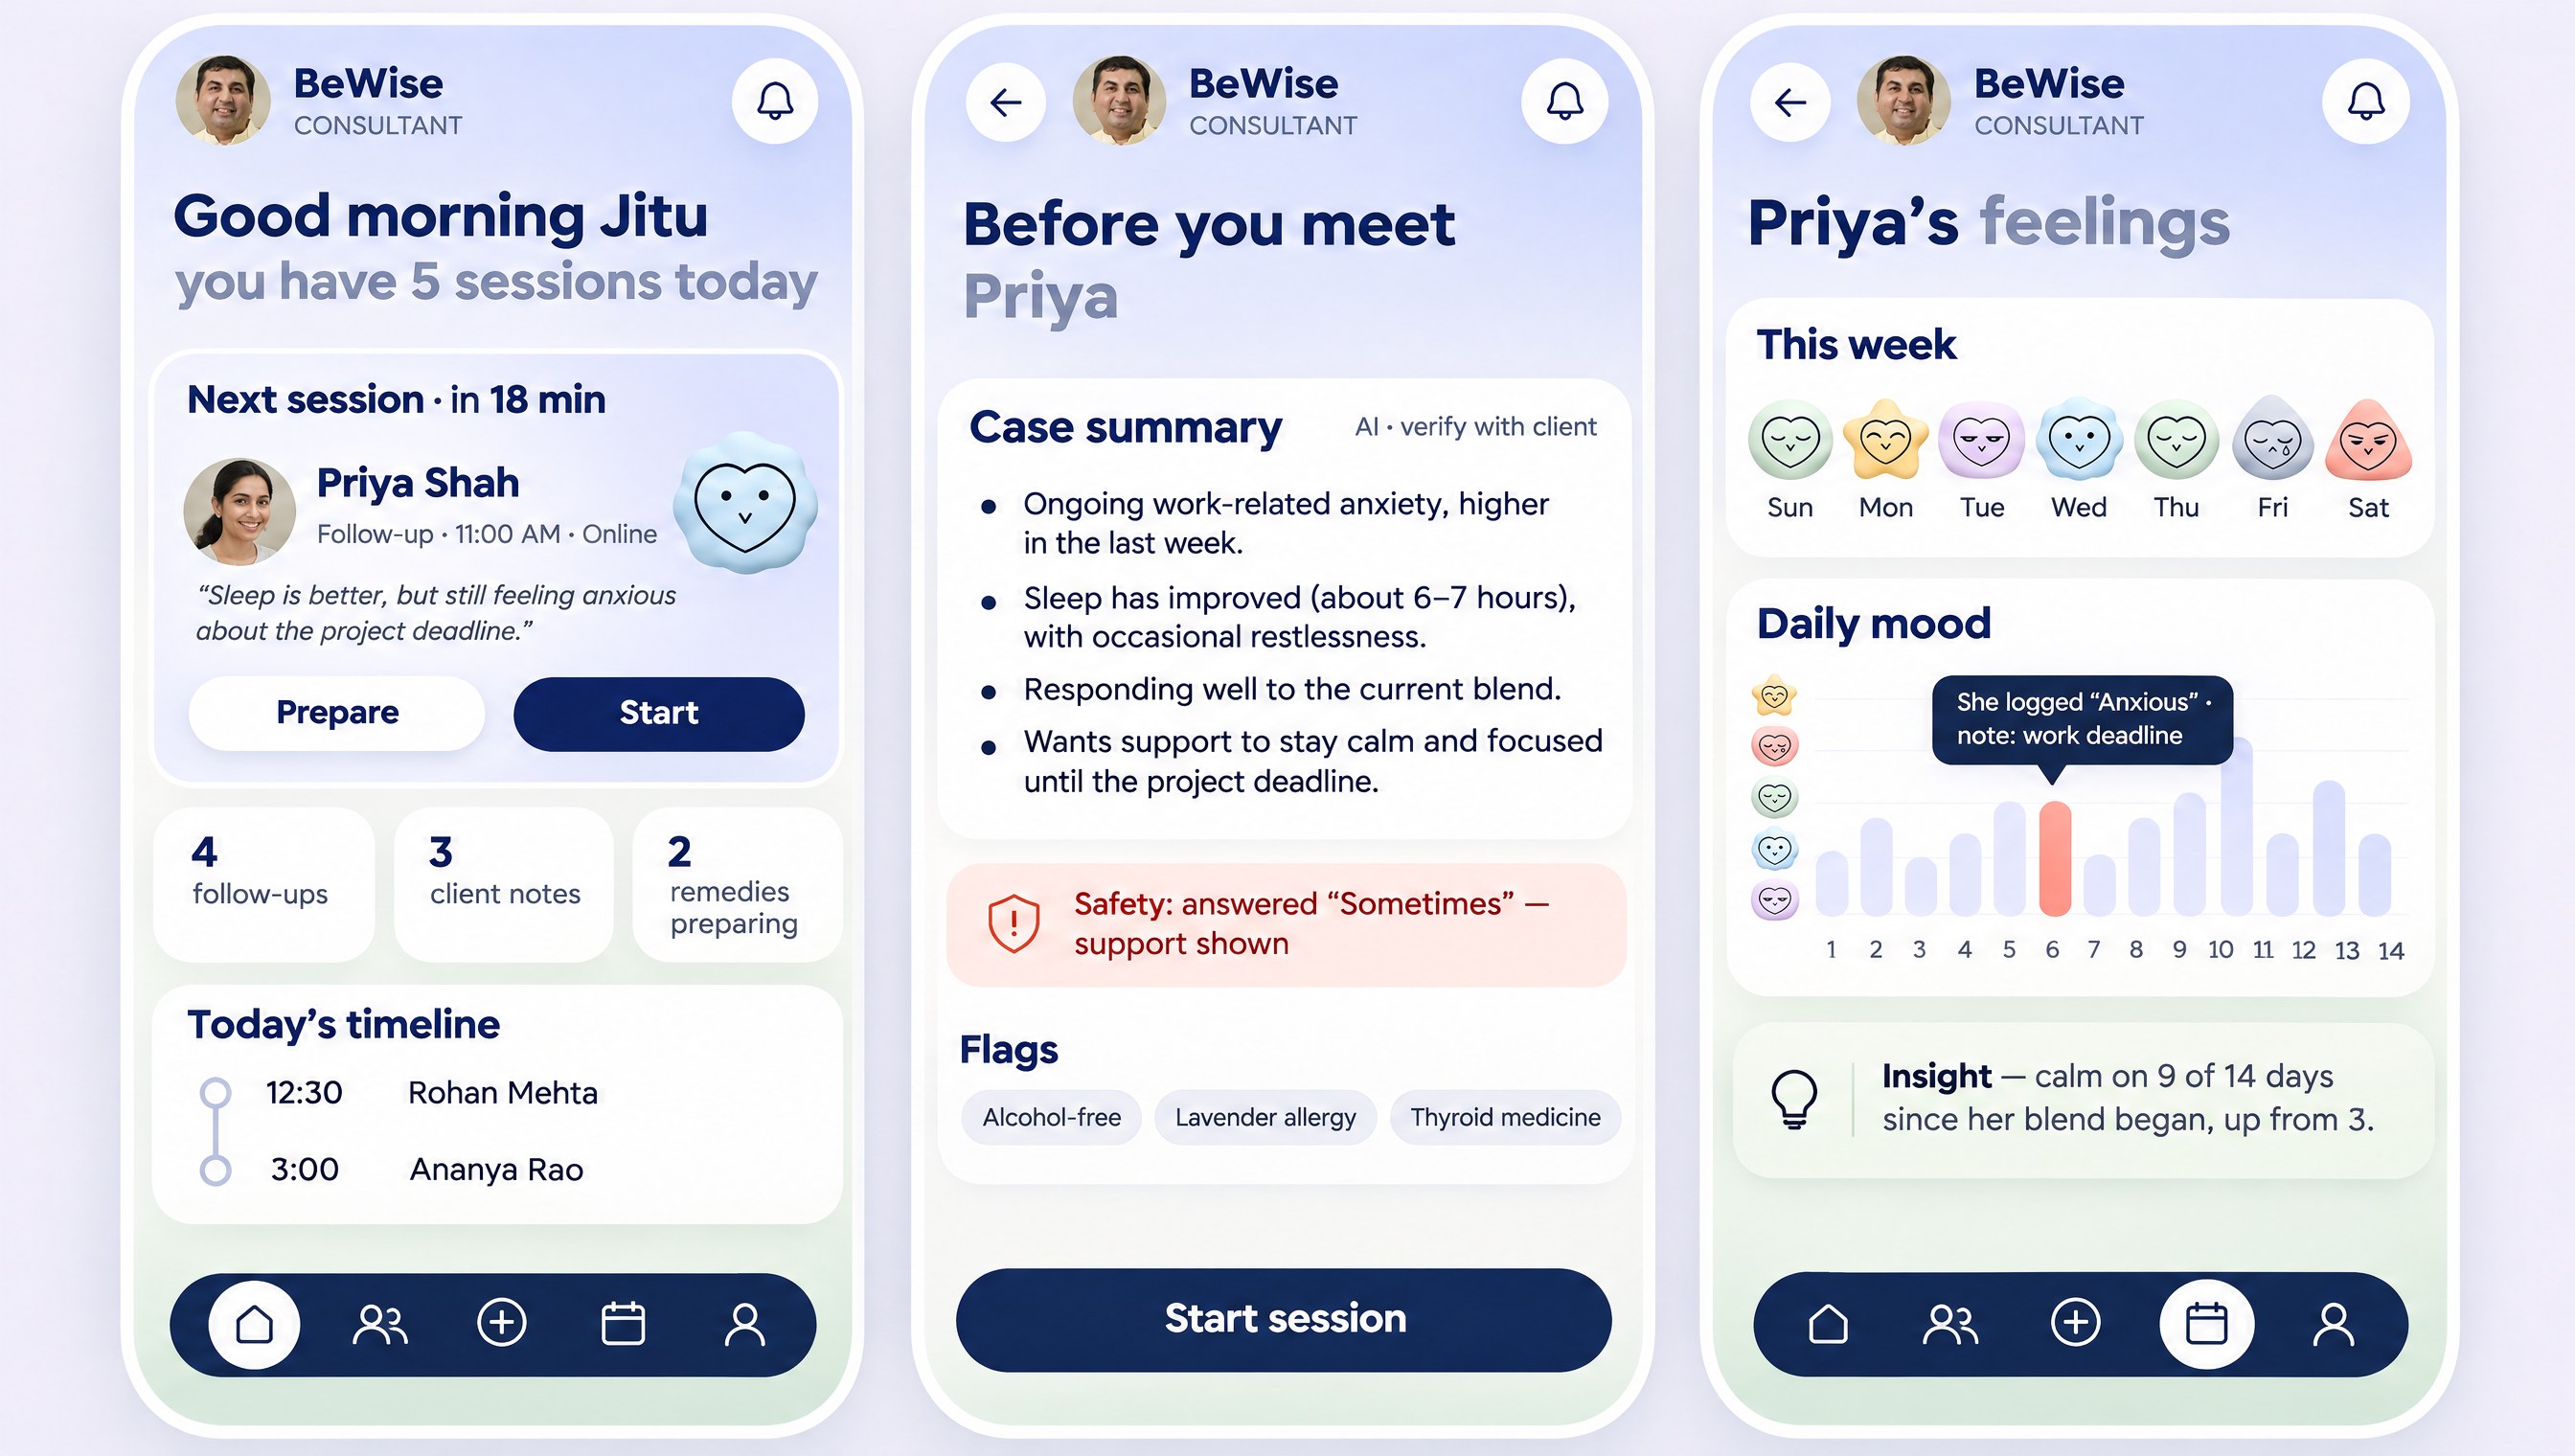 BeWise
CONSULTANT
Good morning Jitu
you have 5 sessions today
Next session · in 18 min
Priya Shah
Follow-up · 11:00 AM · Online
“Sleep is better, but still feeling anxious
about the project deadline.”
Prepare
Start
4
follow-ups
3
client notes
2
remedies
preparing
Today’s timeline
12:30 Rohan Mehta
3:00 Ananya Rao
BeWise
CONSULTANT
Before you meet
Priya
Case summary
AI · verify with client
• Ongoing work-related anxiety, higher
in the last week.
• Sleep has improved (about 6–7 hours),
with occasional restlessness.
• Responding well to the current blend.
• Wants support to stay calm and focused
until the project deadline.
Safety: answered “Sometimes” —
support shown
Flags
Alcohol-free
Lavender allergy
Thyroid medicine
Start session
BeWise
CONSULTANT
Priya’s feelings
This week
Sun Mon Tue Wed Thu Fri Sat
Daily mood
She logged “Anxious” ·
note: work deadline
1 2 3 4 5 6 7 8 9 10 11 12 13 14
Insight — calm on 9 of 14 days
since her blend began, up from 3.